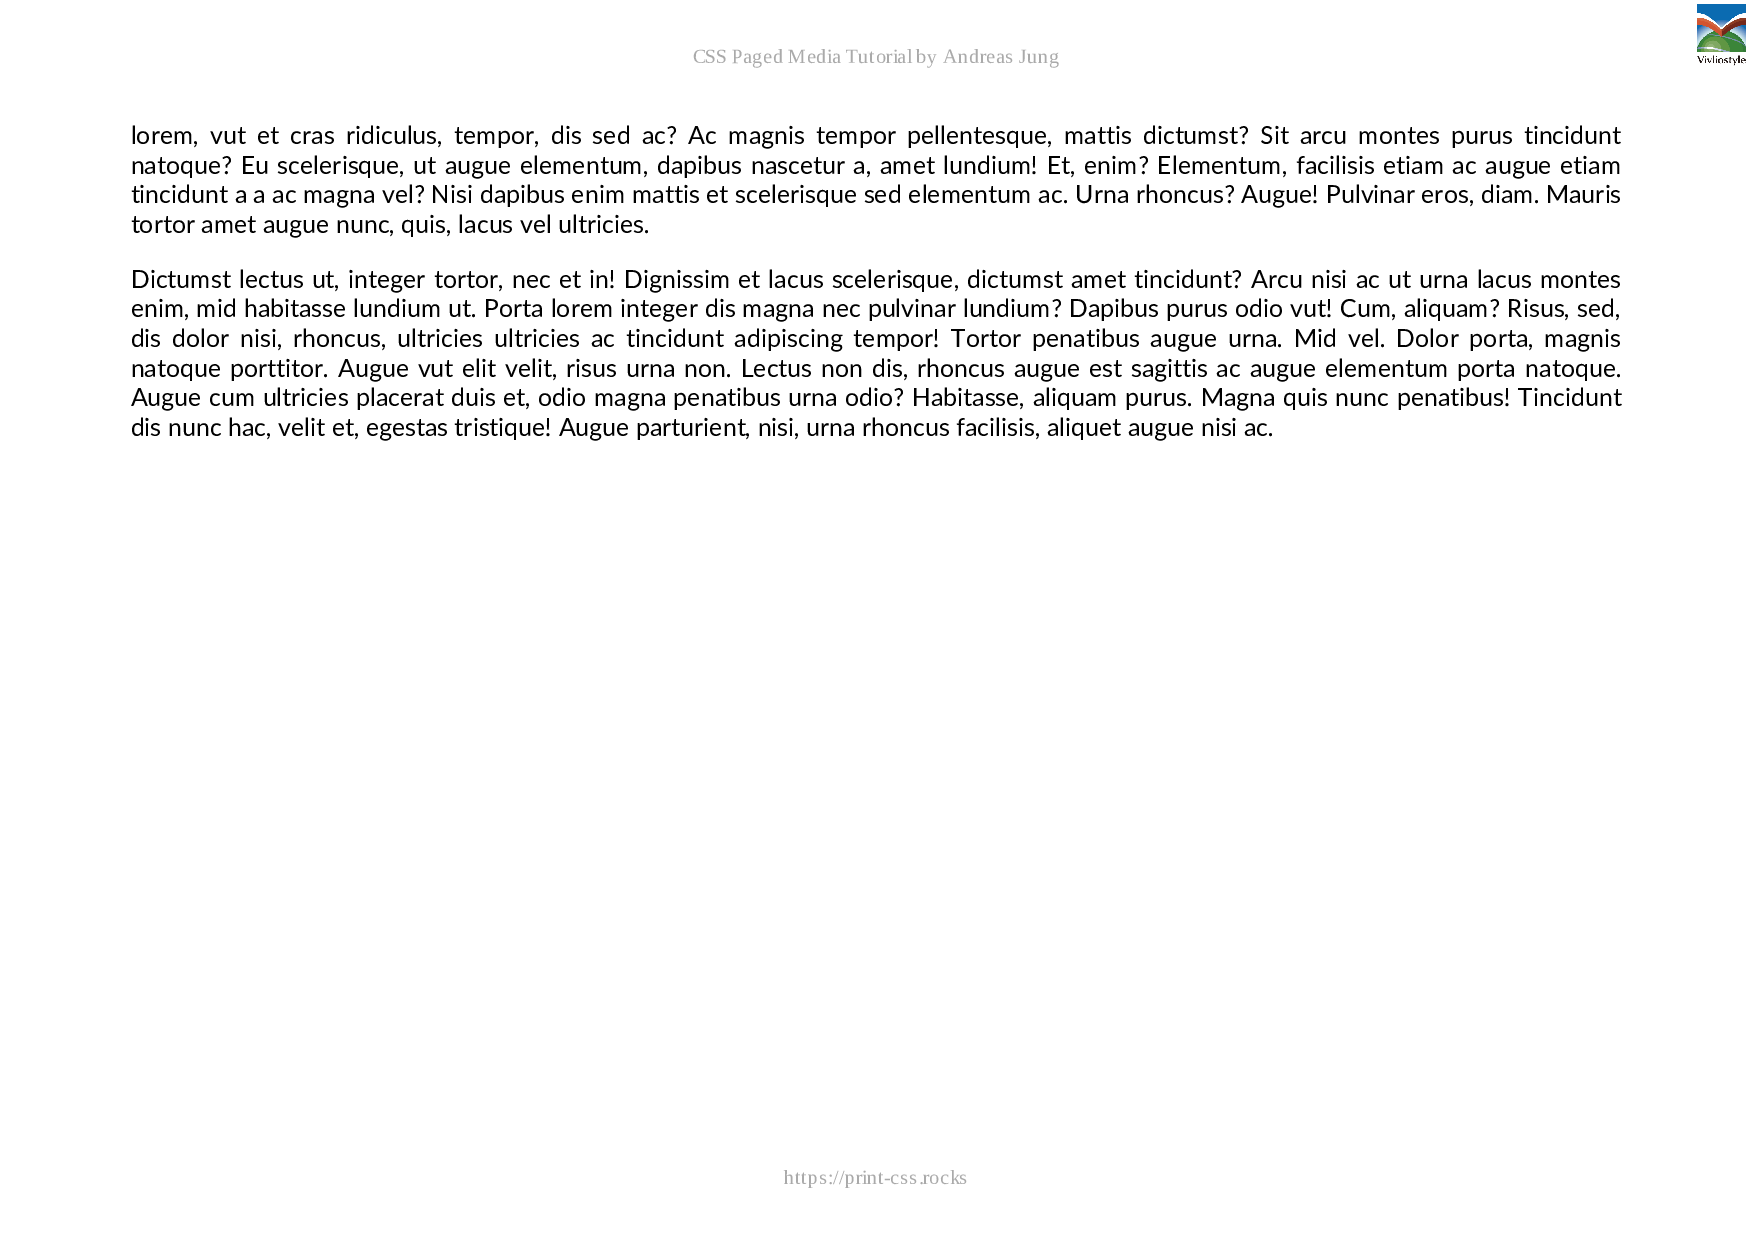 CSS Paged Media Tutorial by Andreas Jung
Vivliostyle
lorem, vut et cras ridiculus, tempor, dis sed ac? Ac magnis tempor pellentesque, mattis dictumst? Sit arcu montes purus tincidunt
natoque? Eu scelerisque, ut augue elementum, dapibus nascetur a, amet lundium! Et, enim? Elementum, facilisis etiam ac augue etiam
tincidunt a a ac magna vel? Nisi dapibus enim mattis et scelerisque sed elementum ac. Urna rhoncus? Augue! Pulvinar eros, diam. Mauris
tortor amet augue nunc, quis, lacus vel ultricies.
Dictumst lectus ut, integer tortor, nec et in! Dignissim et lacus scelerisque, dictumst amet tincidunt? Arcu nisi ac ut urna lacus montes
enim, mid habitasse lundium ut. Porta lorem integer dis magna nec pulvinar lundium? Dapibus purus odio vut! Cum, aliquam? Risus, sed,
dis dolor nisi, rhoncus, ultricies ultricies ac tincidunt adipiscing tempor! Tortor penatibus augue urna. Mid vel. Dolor porta, magnis
natoque porttitor. Augue vut elit velit, risus urna non. Lectus non dis, rhoncus augue est sagittis ac augue elementum porta natoque.
Augue cum ultricies placerat duis et, odio magna penatibus urna odio? Habitasse, aliquam purus. Magna quis nunc penatibus! Tincidunt
dis nunc hac, velit et, egestas tristique! Augue parturient, nisi, urna rhoncus facilisis, aliquet augue nisi ac.
https://print-css.rocks